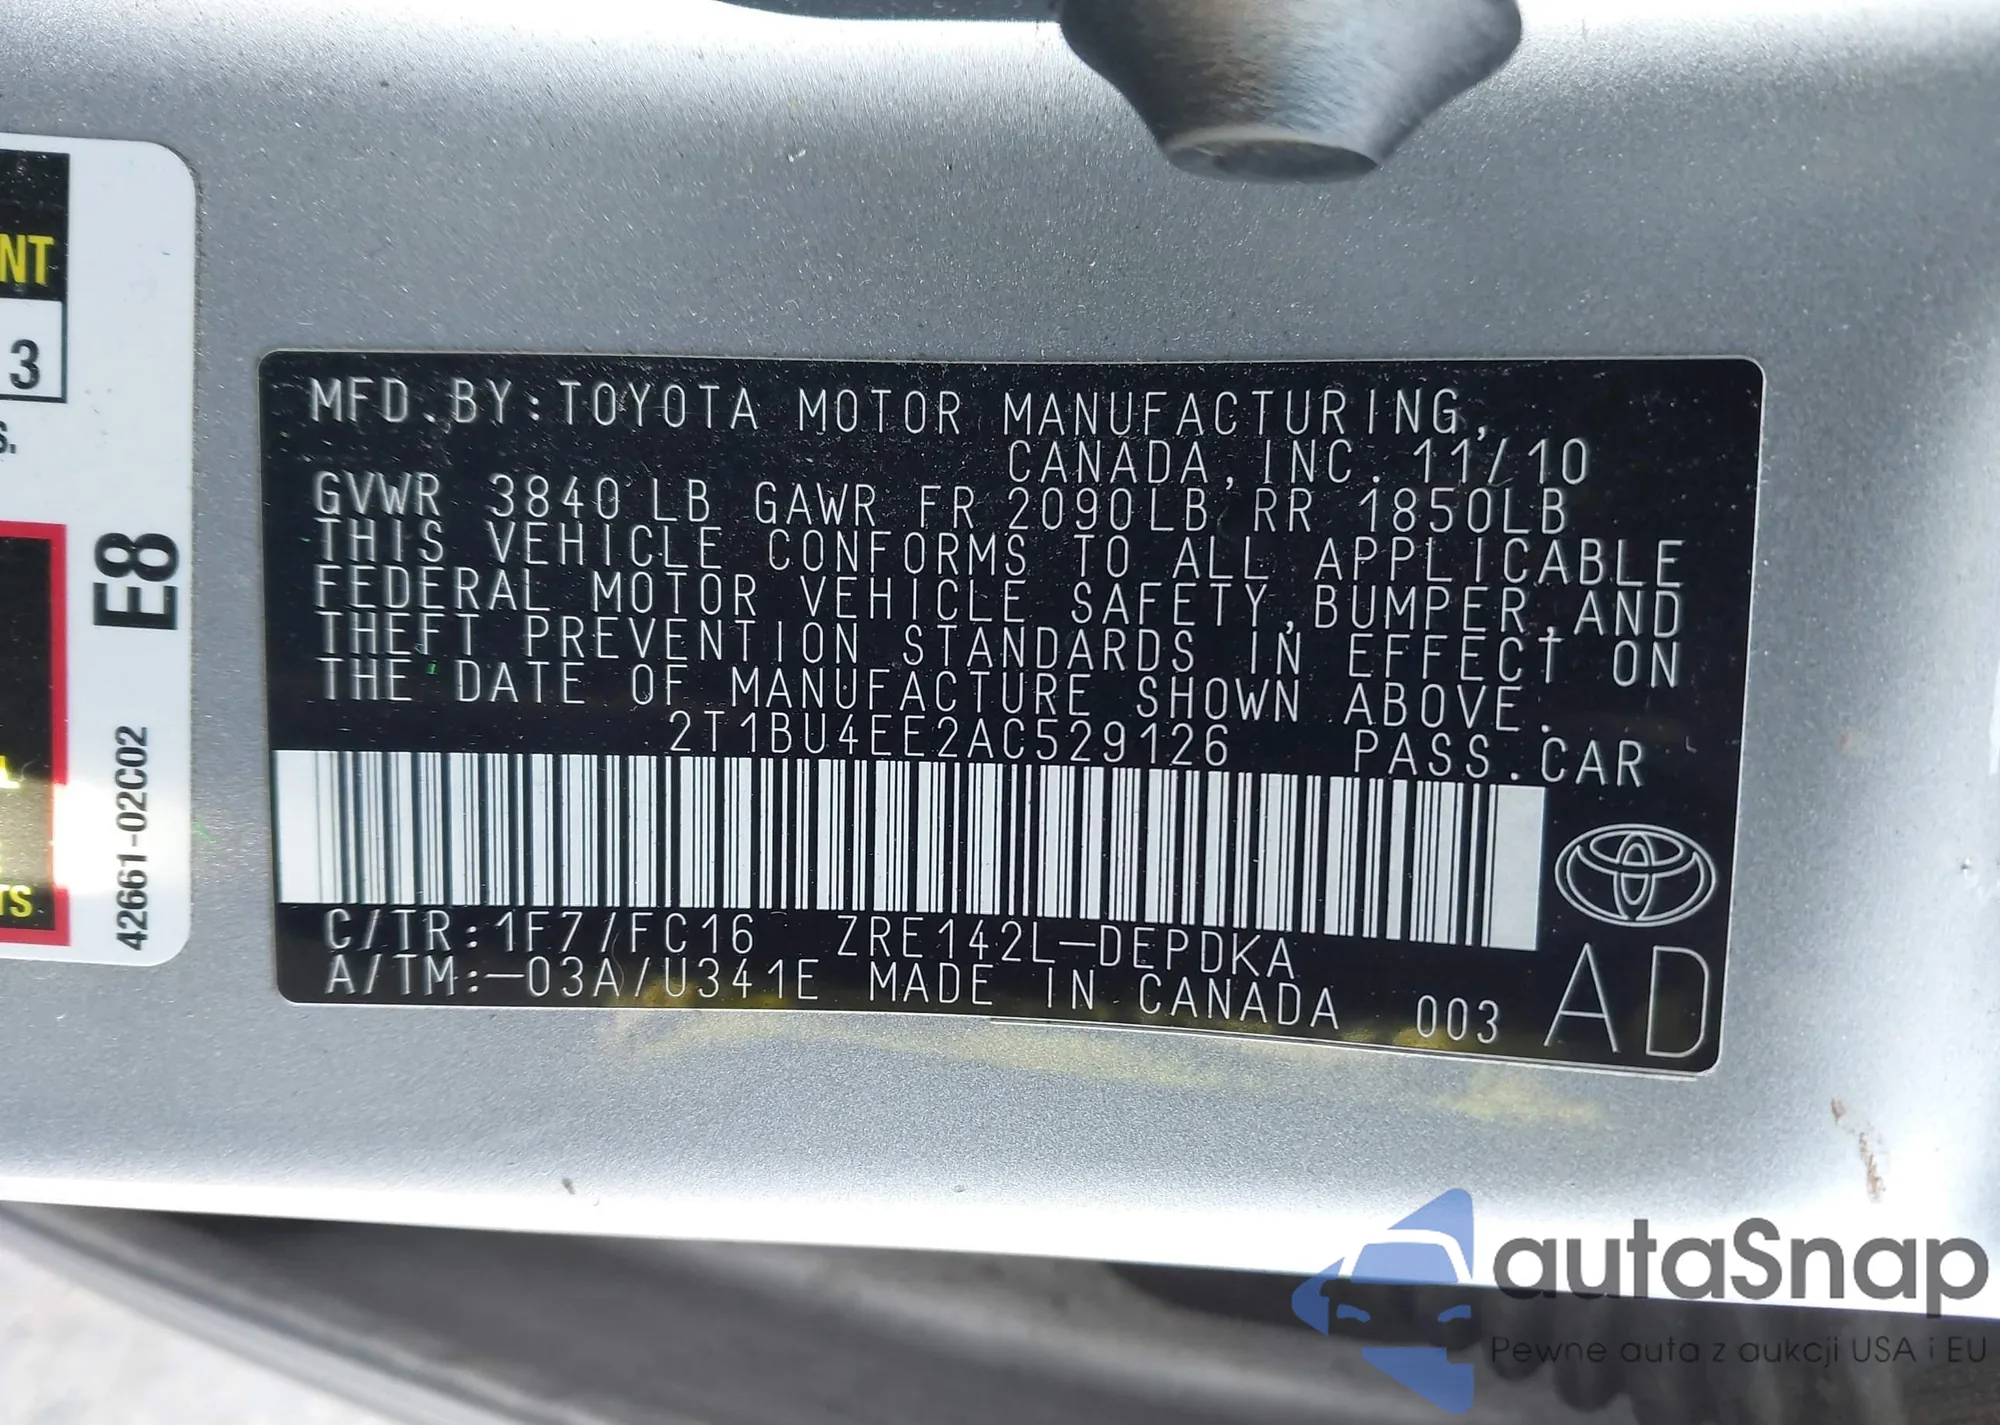 NT
3
S.
E8
A
TS
42661-02C02
MFD.BY:TOYOTA MOTOR MANUFACTURING,
CANADA,INC. 11/10
GVWR 3840 LB GAWR FR 2090LB RR 1850LB
THIS VEHICLE CONFORMS TO ALL APPLICABLE
FEDERAL MOTOR VEHICLE SAFETY,BUMPER,AND
THEFT PREVENTION STANDARDS IN EFFECT ON
THE DATE OF MANUFACTURE SHOWN ABOVE.
2T1BU4EE2AC529126 PASS.CAR
C/TR:1F7/FC16 ZRE142L-DEPDKA
A/TM:-03A/U341E MADE IN CANADA 003
AD
autaSnap
Pewne auta z aukcji USA i EU